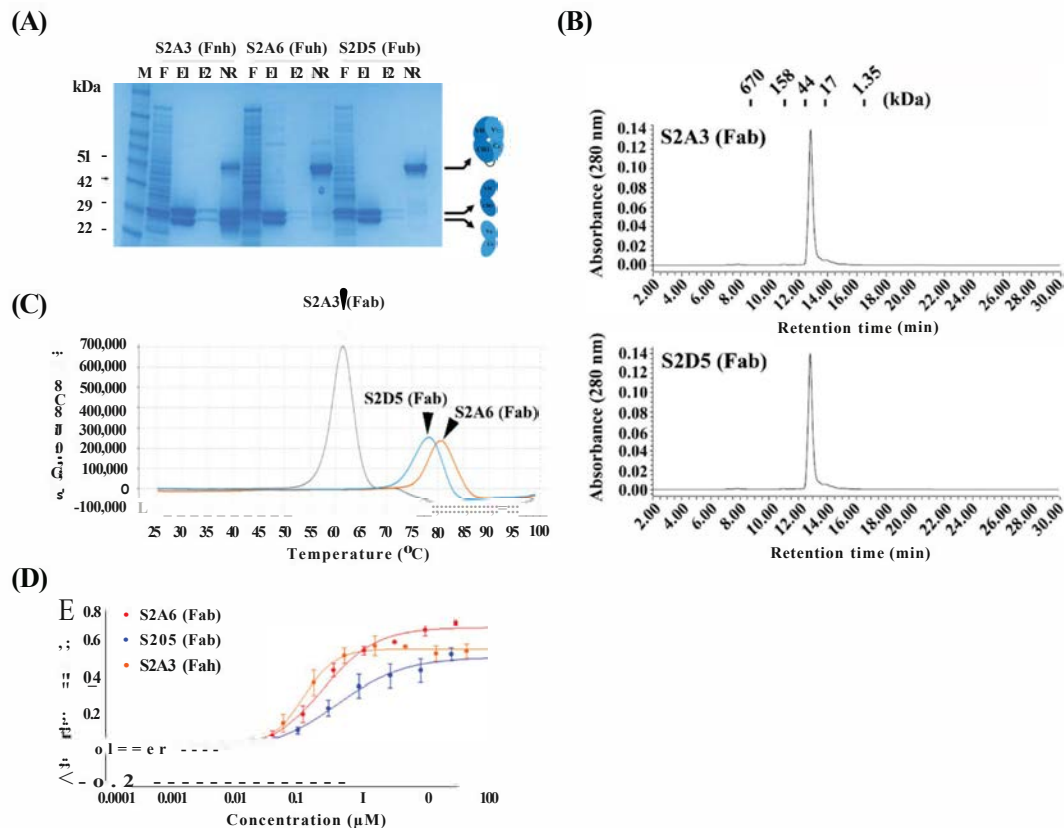 (A)
S2A3 (Fnh) S2A6 (Fuh) S2D5 (Fub)
M F E1 E2 NR F E1 E2 NR F E1 E2 NR
kDa
51 -
42 -
29 -
22 -
(B)
670 158 44 17 1.35 (kDa)
S2A3 (Fab)
Absorbance (280 nm)
0.14
0.12
0.10
0.08
0.06
0.04
0.02
0.00
2.00 4.00 6.00 8.00 10.00 12.00 14.00 16.00 18.00 20.00 22.00 24.00 26.00 28.00 30.00
Retention time (min)
S2D5 (Fab)
Absorbance (280 nm)
0.14
0.12
0.10
0.08
0.06
0.04
0.02
0.00
2.00 4.00 6.00 8.00 10.00 12.00 14.00 16.00 18.00 20.00 22.00 24.00 26.00 28.00 30.00
Retention time (min)
(C)
S2A3 (Fab)
S2D5 (Fab)
S2A6 (Fab)
700,000
600,000
500,000
400,000
300,000
200,000
100,000
0
-100,000
25 30 35 40 45 50 55 60 65 70 75 80 85 90 95 100
Temperature (ºC)
(D)
S2A6 (Fab)
S205 (Fab)
S2A3 (Fah)
0.8
0.6
0.4
0.2
ol==er ----
<-o.2 - - - - - - - - - - - - - - -
0.0001 0.001 0.01 0.1 I 0 100
Concentration (µM)